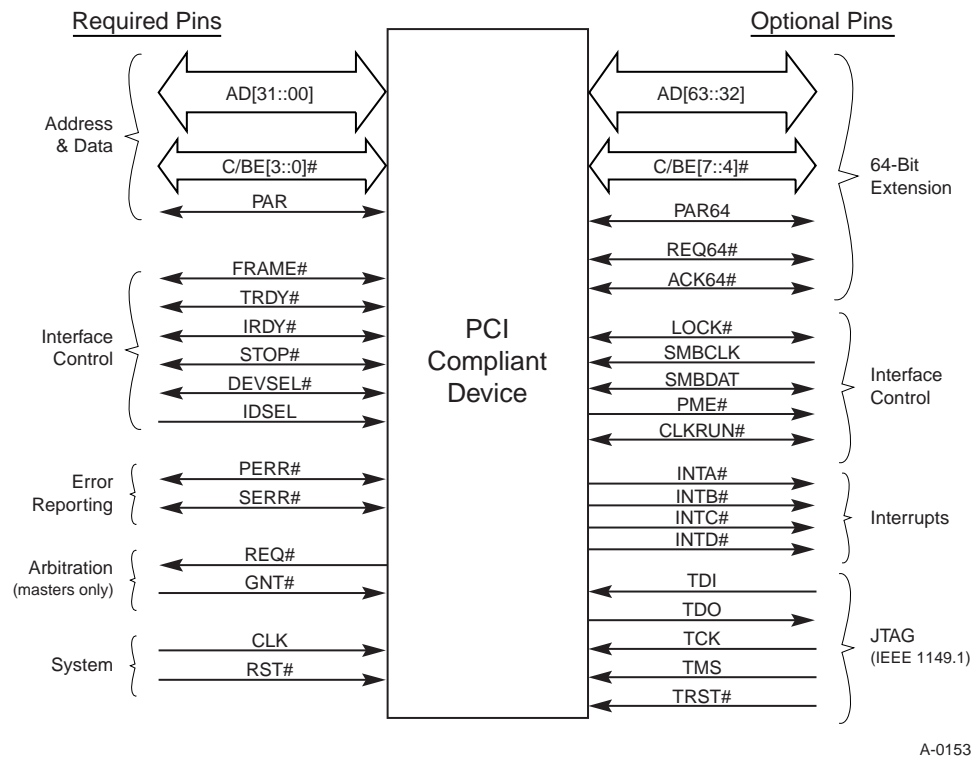 Required Pins
Optional Pins
Address
& Data
AD[31::00]
C/BE[3::0]#
PAR
Interface
Control
FRAME#
TRDY#
IRDY#
STOP#
DEVSEL#
IDSEL
Error
Reporting
PERR#
SERR#
Arbitration
(masters only)
REQ#
GNT#
System
CLK
RST#
PCI
Compliant
Device
AD[63::32]
C/BE[7::4]#
PAR64
REQ64#
ACK64#
64-Bit
Extension
LOCK#
SMBCLK
SMBDAT
PME#
CLKRUN#
Interface
Control
INTA#
INTB#
INTC#
INTD#
Interrupts
TDI
TDO
TCK
TMS
TRST#
JTAG
(IEEE 1149.1)
A-0153